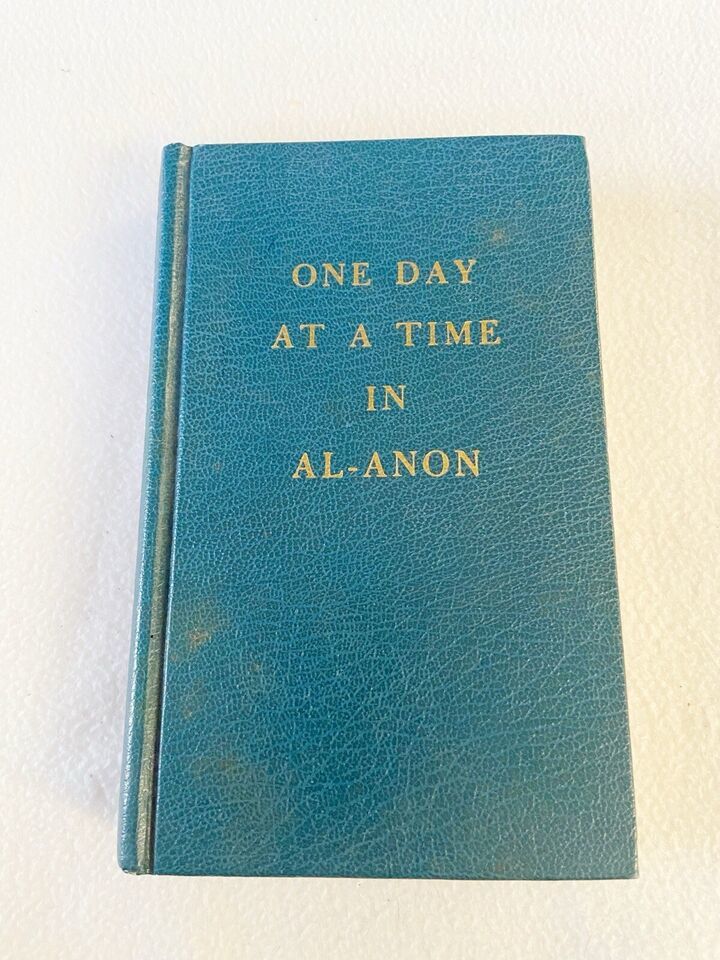 ONE DAY
AT A TIME
IN
AL-ANON